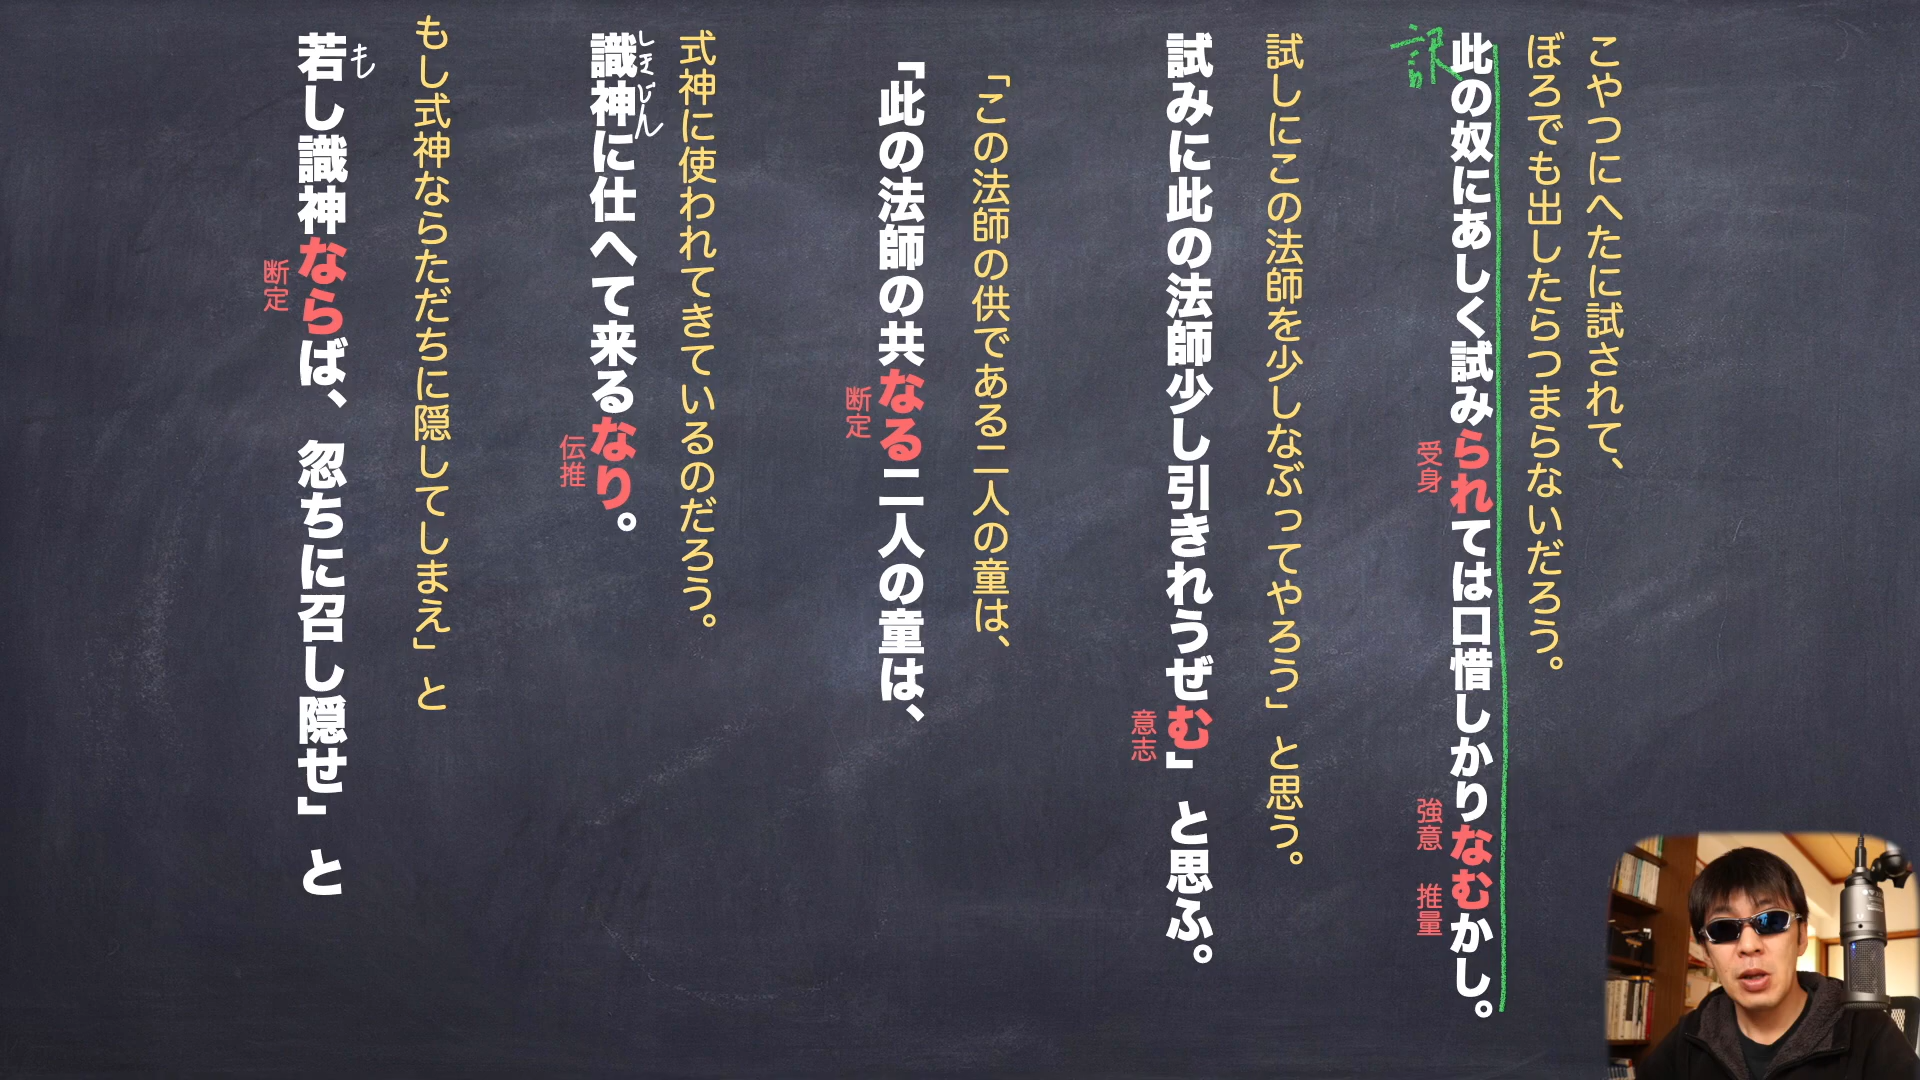 こやつにへたに試されて、
ぼろでも出したらつまらないだろう。
此の奴にあしく試みられては口惜しかりなむかし。
訳
受身
強意
推量
試しにこの法師を少しなぶってやろう」と思う。
試みに此の法師少し引きれうぜむ」と思ふ。
意志
「この法師の供である二人の童は、
「此の法師の共なる二人の童は、
断定
式神に使われてきているのだろう。
しきじん
識神に仕へて来るなり。
伝推
もし式神ならただちに隠してしまえ」と
も
若し識神ならば、忽ちに召し隠せ」と
断定